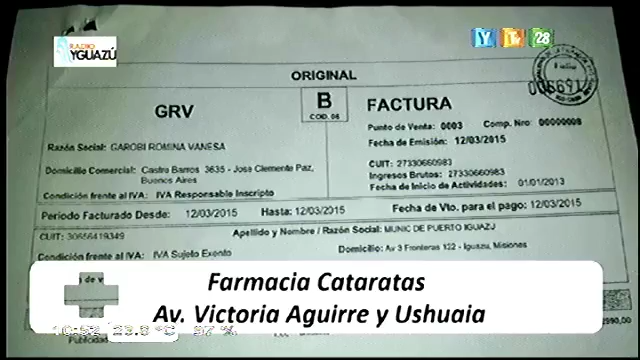 RADIO
YGUAZÚ
Y Tv 28
Folio
ORIGINAL
GRV
B
COD. 06
FACTURA
Punto de Venta: 0003 Comp. Nro: 00000008
Fecha de Emisión: 12/03/2015
Razón Social: GAROBI ROMINA VANESA
Domicilio Comercial: Castro Barros 3635 - Jose Clemente Paz,
Buenos Aires
Condición frente al IVA: IVA Responsable Inscripto
CUIT: 27330660983
Ingresos Brutos: 27330660983
Fecha de Inicio de Actividades: 01/01/2013
Periodo Facturado Desde: 12/03/2015 Hasta: 12/03/2015 Fecha de Vto. para el pago: 12/03/2015
CUIT: 30656419349 Apellido y Nombre / Razón Social: MUNIC DE PUERTO IGUAZU
Condición frente al IVA: IVA Sujeto Exento Domicilio: Av 3 Fronteras 122 - Iguazu, Misiones
Farmacia Cataratas
Av. Victoria Aguirre y Ushuaia
Publicidad